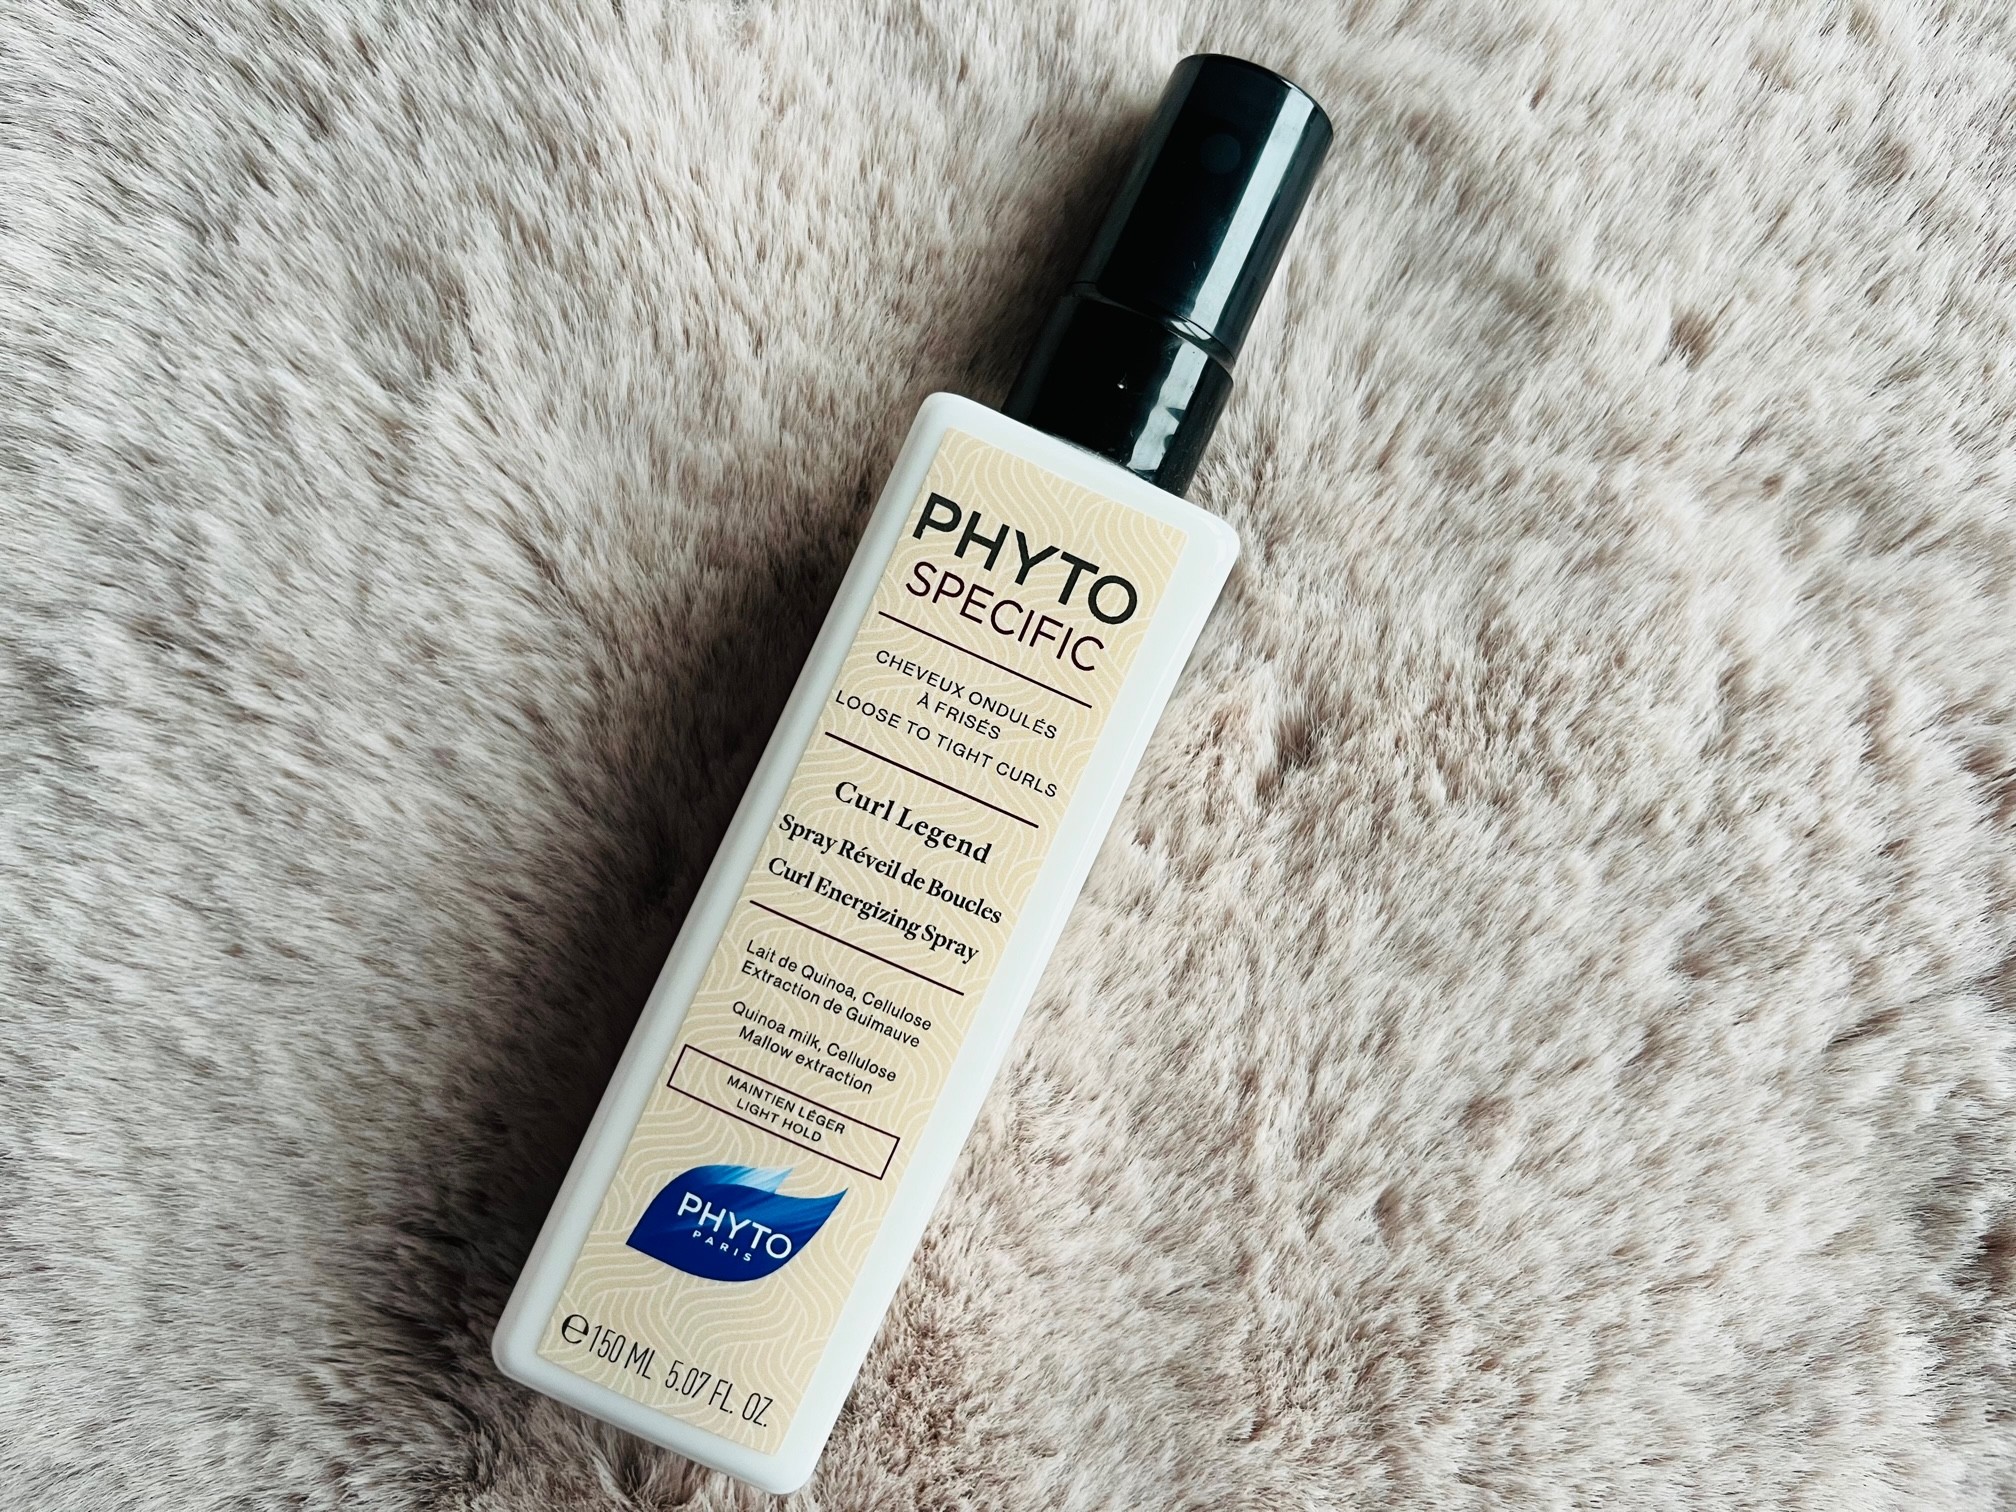 PHYTO
SPECIFIC
CHEVEUX ONDULÉS
À FRISÉS
LOOSE TO TIGHT CURLS
Curl Legend
Spray Réveil de Boucles
Curl Energizing Spray
Lait de Quinoa, Cellulose
Extraction de Guimauve
Quinoa milk, Cellulose
Mallow extraction
MAINTIEN LÉGER
LIGHT HOLD
PHYTO
PARIS
℮150 ML 5.07 FL. OZ.